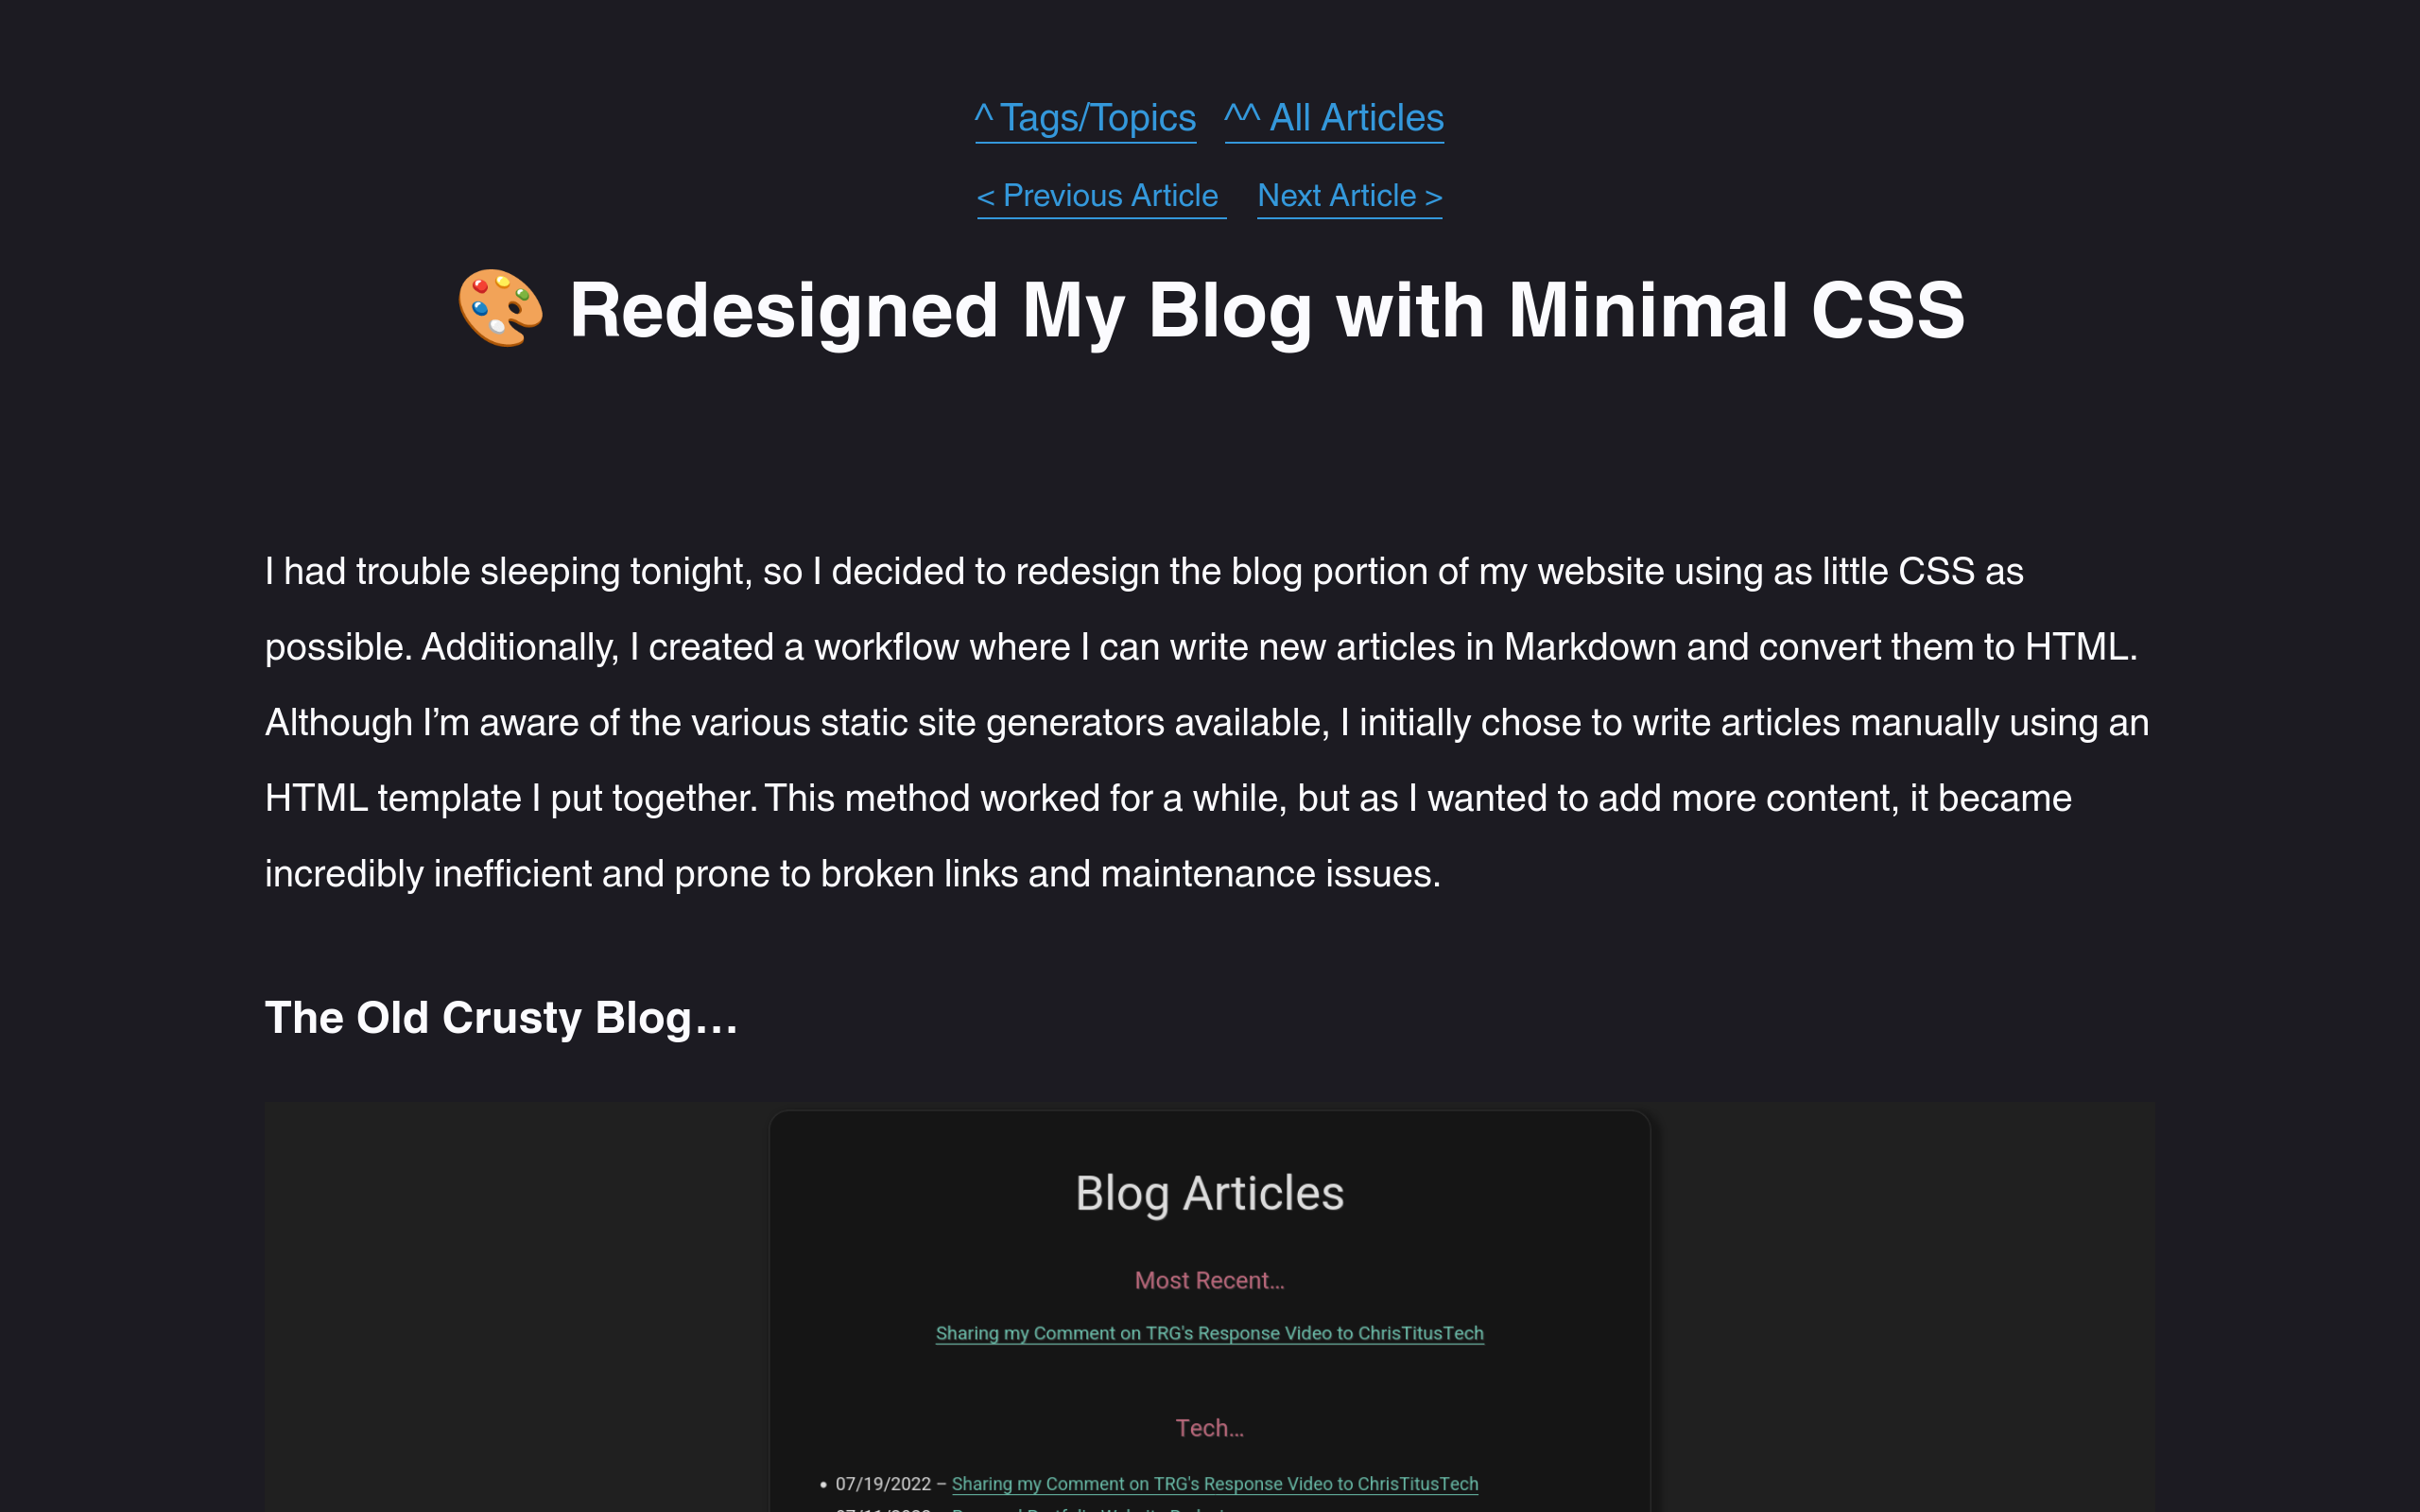 ^ Tags/Topics ^^ All Articles
< Previous Article Next Article >
🎨 Redesigned My Blog with Minimal CSS
I had trouble sleeping tonight, so I decided to redesign the blog portion of my website using as little CSS as
possible. Additionally, I created a workflow where I can write new articles in Markdown and convert them to HTML.
Although I’m aware of the various static site generators available, I initially chose to write articles manually using an
HTML template I put together. This method worked for a while, but as I wanted to add more content, it became
incredibly inefficient and prone to broken links and maintenance issues.
The Old Crusty Blog…
Blog Articles
Most Recent...
Sharing my Comment on TRG's Response Video to ChrisTitusTech
Tech...
• 07/19/2022 – Sharing my Comment on TRG's Response Video to ChrisTitusTech